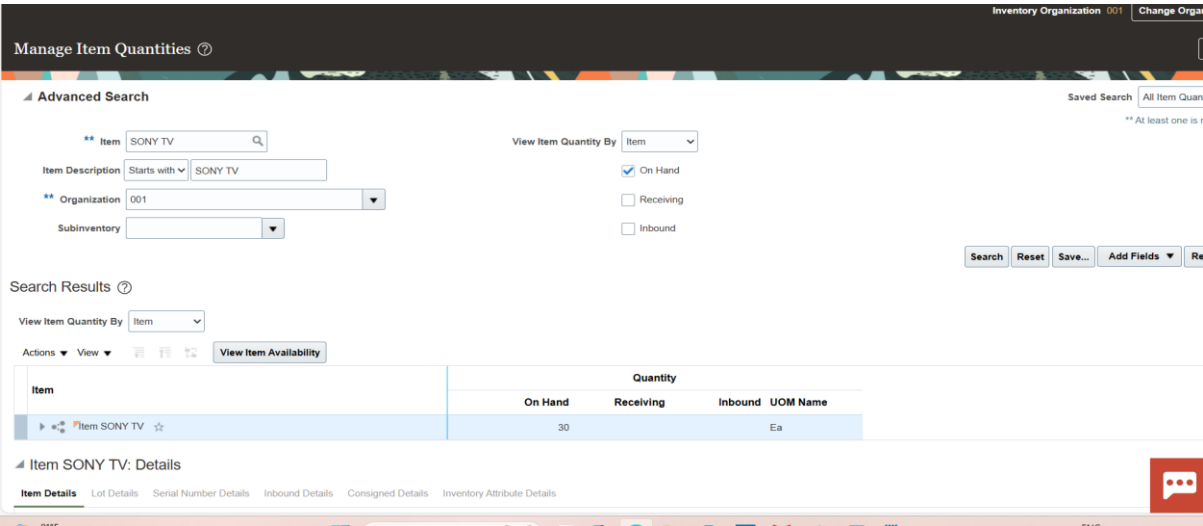 Inventory Organization 001 Change Orga
Manage Item Quantities
Advanced Search
Saved Search All Item Quan
** At least one is r
** Item SONY TV View Item Quantity By Item
Item Description Starts with SONY TV On Hand
** Organization 001 Receiving
Subinventory Inbound
Search Reset Save... Add Fields Re
Search Results
View Item Quantity By Item
Actions View View Item Availability
Item Quantity
On Hand Receiving Inbound UOM Name
Item SONY TV 30 Ea
Item SONY TV: Details
Item Details Lot Details Serial Number Details Inbound Details Consigned Details Inventory Attribute Details